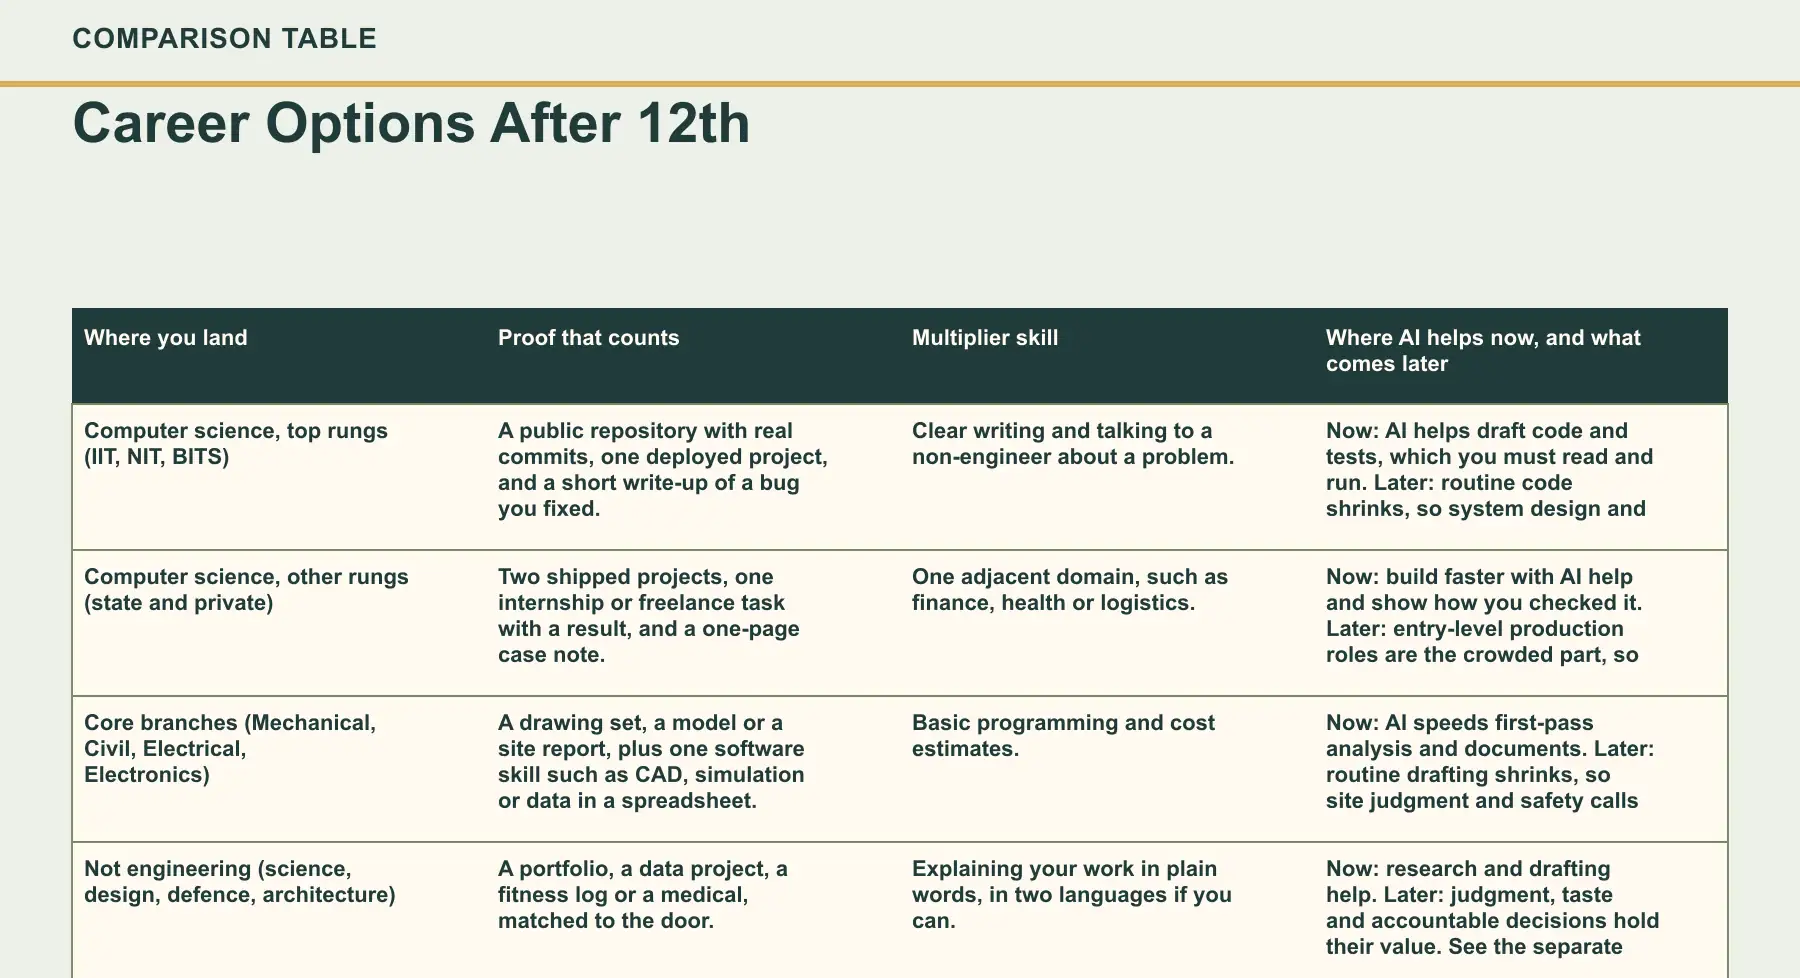 COMPARISON TABLE
Career Options After 12th
Where you land
Proof that counts
Multiplier skill
Where AI helps now, and what
comes later
Computer science, top rungs
(IIT, NIT, BITS)
A public repository with real
commits, one deployed project,
and a short write-up of a bug
you fixed.
Clear writing and talking to a
non-engineer about a problem.
Now: AI helps draft code and
tests, which you must read and
run. Later: routine code
shrinks, so system design and
Computer science, other rungs
(state and private)
Two shipped projects, one
internship or freelance task
with a result, and a one-page
case note.
One adjacent domain, such as
finance, health or logistics.
Now: build faster with AI help
and show how you checked it.
Later: entry-level production
roles are the crowded part, so
Core branches (Mechanical,
Civil, Electrical,
Electronics)
A drawing set, a model or a
site report, plus one software
skill such as CAD, simulation
or data in a spreadsheet.
Basic programming and cost
estimates.
Now: AI speeds first-pass
analysis and documents. Later:
routine drafting shrinks, so
site judgment and safety calls
Not engineering (science,
design, defence, architecture)
A portfolio, a data project, a
fitness log or a medical,
matched to the door.
Explaining your work in plain
words, in two languages if you
can.
Now: research and drafting
help. Later: judgment, taste
and accountable decisions hold
their value. See the separate